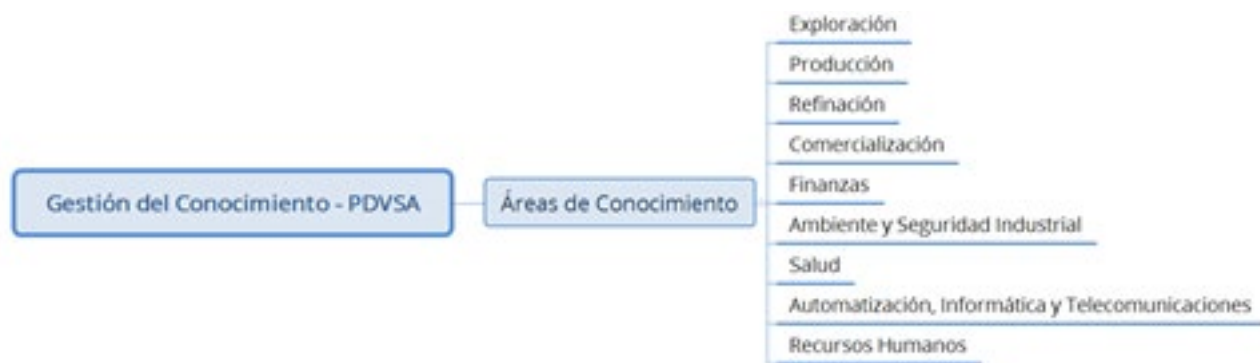 Exploración
Producción
Refinación
Comercialización
Gestión del Conocimiento - PDVSA
Áreas de Conocimiento
Finanzas
Ambiente y Seguridad Industrial
Salud
Automatización, Informática y Telecomunicaciones
Recursos Humanos